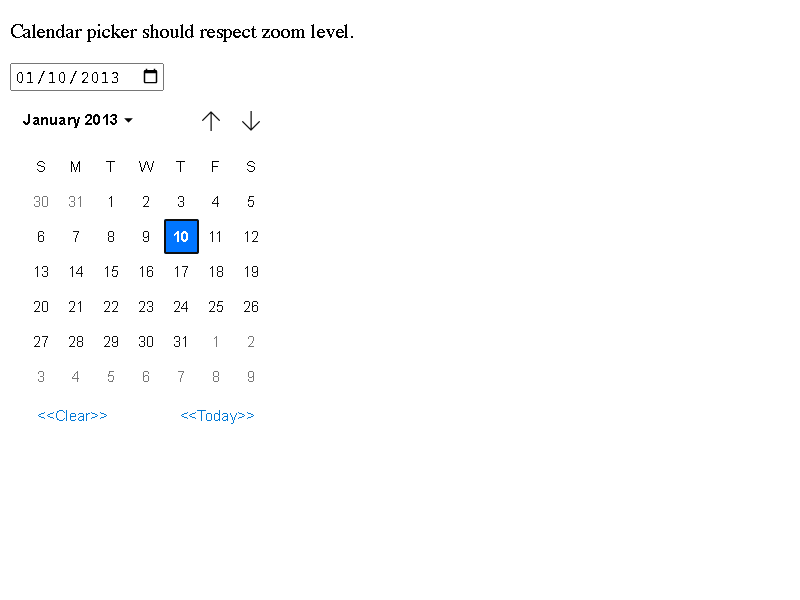 Calendar picker should respect zoom level.
01/10/2013
January 2013
S M T W T F S
30 31 1 2 3 4 5
6 7 8 9 10 11 12
13 14 15 16 17 18 19
20 21 22 23 24 25 26
27 28 29 30 31 1 2
3 4 5 6 7 8 9
<<Clear>> <<Today>>